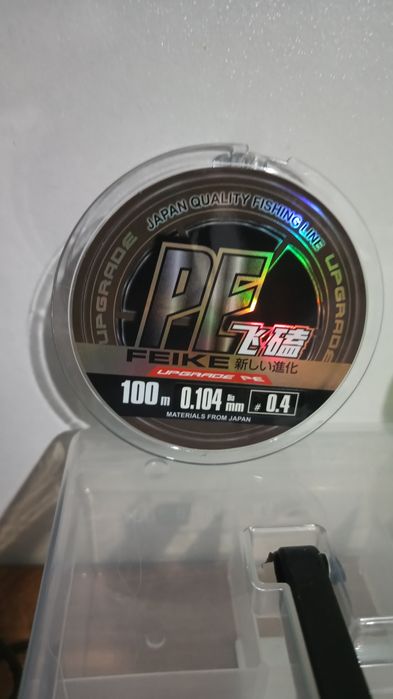 JAPAN QUALITY FISHING LINE
UPGRADE
UPGRADE
PE
飞磕
FEIKE 新しい進化
UPGRADE PE
100m 0.104 Dia mm # 0.4
MATERIALS FROM JAPAN